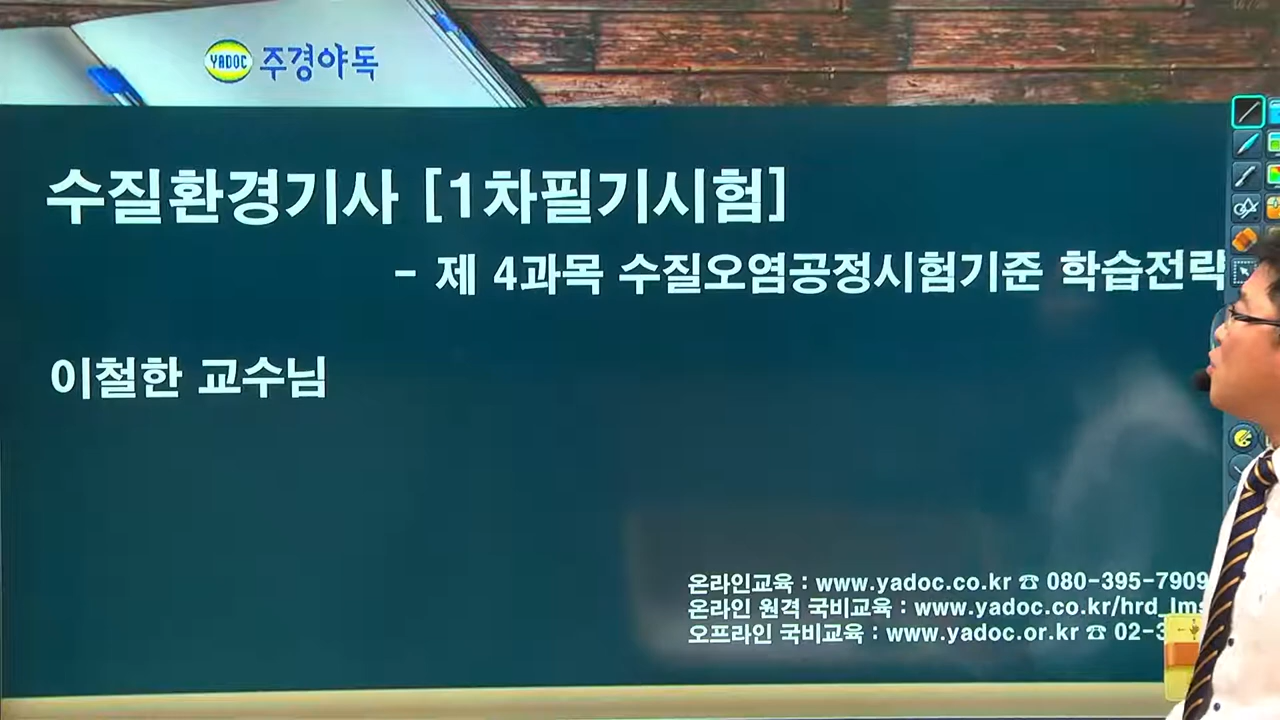 YADOC 주경야독
수질환경기사 [1차필기시험]
- 제 4과목 수질오염공정시험기준 학습전략
이철한 교수님
온라인교육 : www.yadoc.co.kr ☎ 080-395-7909
온라인 원격 국비교육 : www.yadoc.co.kr/hrd_lms
오프라인 국비교육 : www.yadoc.or.kr ☎ 02-3